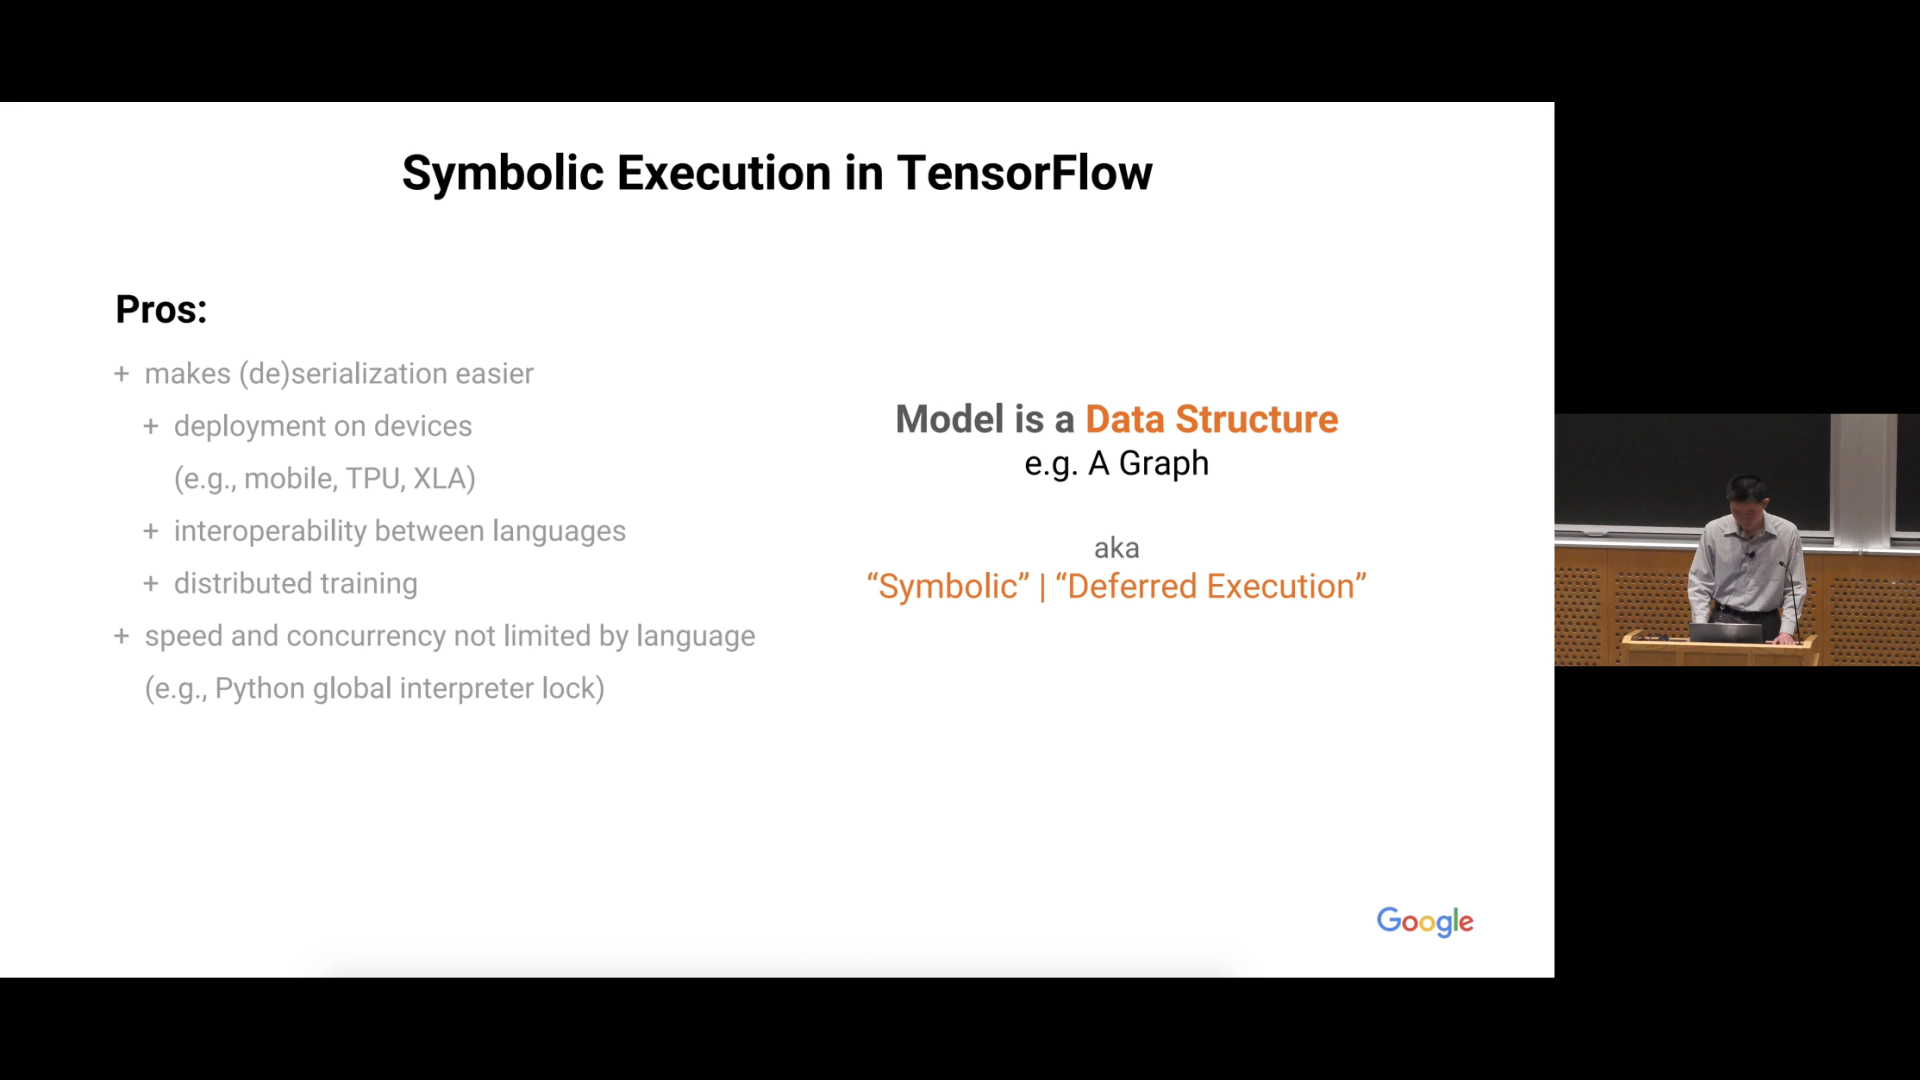 Symbolic Execution in TensorFlow
Pros:
+ makes (de)serialization easier
+ deployment on devices
(e.g., mobile, TPU, XLA)
+ interoperability between languages
+ distributed training
+ speed and concurrency not limited by language
(e.g., Python global interpreter lock)
Model is a Data Structure
e.g. A Graph
aka
“Symbolic” | “Deferred Execution”
Google